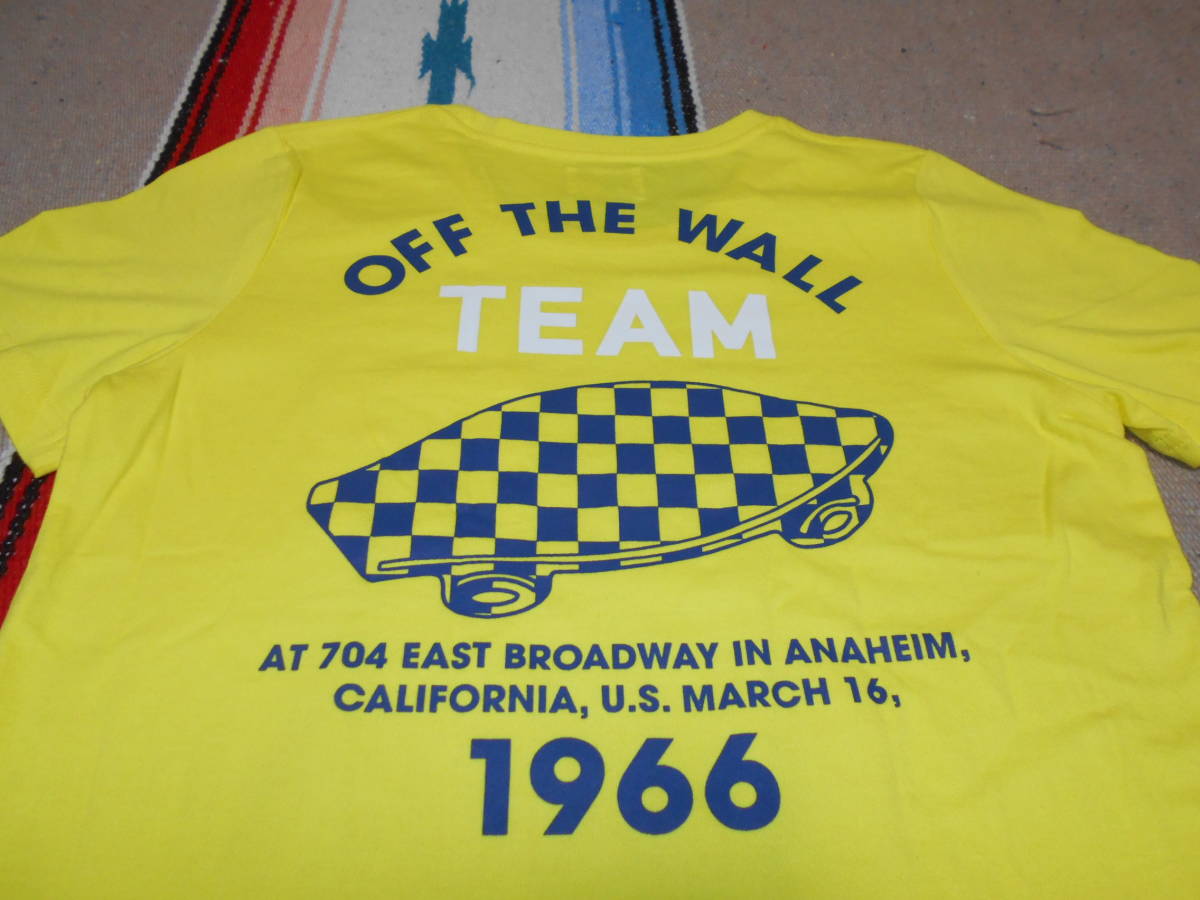 OFF THE WALL
TEAM
AT 704 EAST BROADWAY IN ANAHEIM,
CALIFORNIA, U.S. MARCH 16,
1966